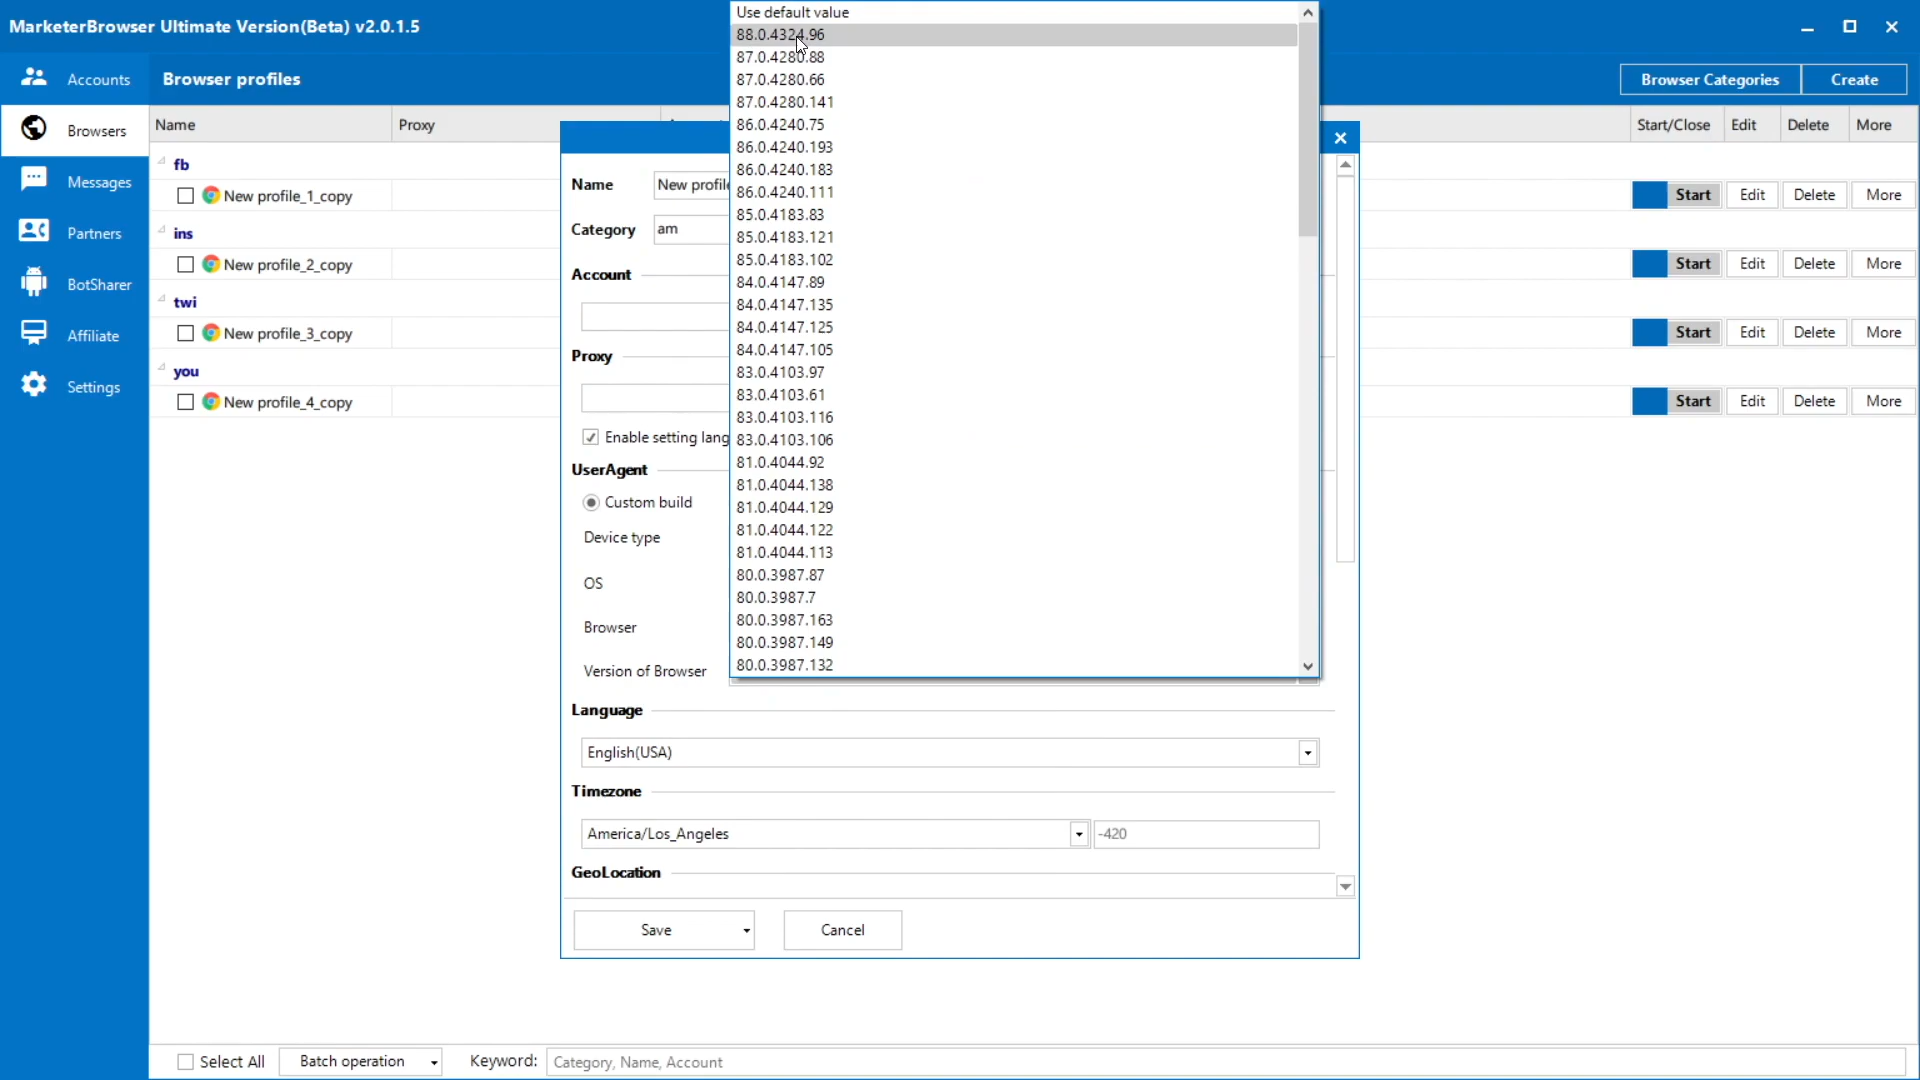 MarketerBrowser Ultimate Version(Beta) v2.0.1.5
Accounts
Browsers
Messages
Partners
BotSharer
Affiliate
Settings
Browser profiles
Browser Categories
Create
Name
Proxy
Start/Close
Edit
Delete
More
fb
New profile_1_copy
Start
Edit
Delete
More
ins
New profile_2_copy
Start
Edit
Delete
More
twi
New profile_3_copy
Start
Edit
Delete
More
you
New profile_4_copy
Start
Edit
Delete
More
Name
New profile
Category
am
Account
Proxy
Enable setting lang
UserAgent
Custom build
Device type
OS
Browser
Version of Browser
Use default value
88.0.4324.96
87.0.4280.88
87.0.4280.66
87.0.4280.141
86.0.4240.75
86.0.4240.193
86.0.4240.183
86.0.4240.111
85.0.4183.83
85.0.4183.121
85.0.4183.102
84.0.4147.89
84.0.4147.135
84.0.4147.125
84.0.4147.105
83.0.4103.97
83.0.4103.61
83.0.4103.116
83.0.4103.106
81.0.4044.92
81.0.4044.138
81.0.4044.129
81.0.4044.122
81.0.4044.113
80.0.3987.87
80.0.3987.7
80.0.3987.163
80.0.3987.149
80.0.3987.132
Language
English(USA)
Timezone
America/Los_Angeles
-420
GeoLocation
Save
Cancel
Select All
Batch operation
Keyword:
Category, Name, Account